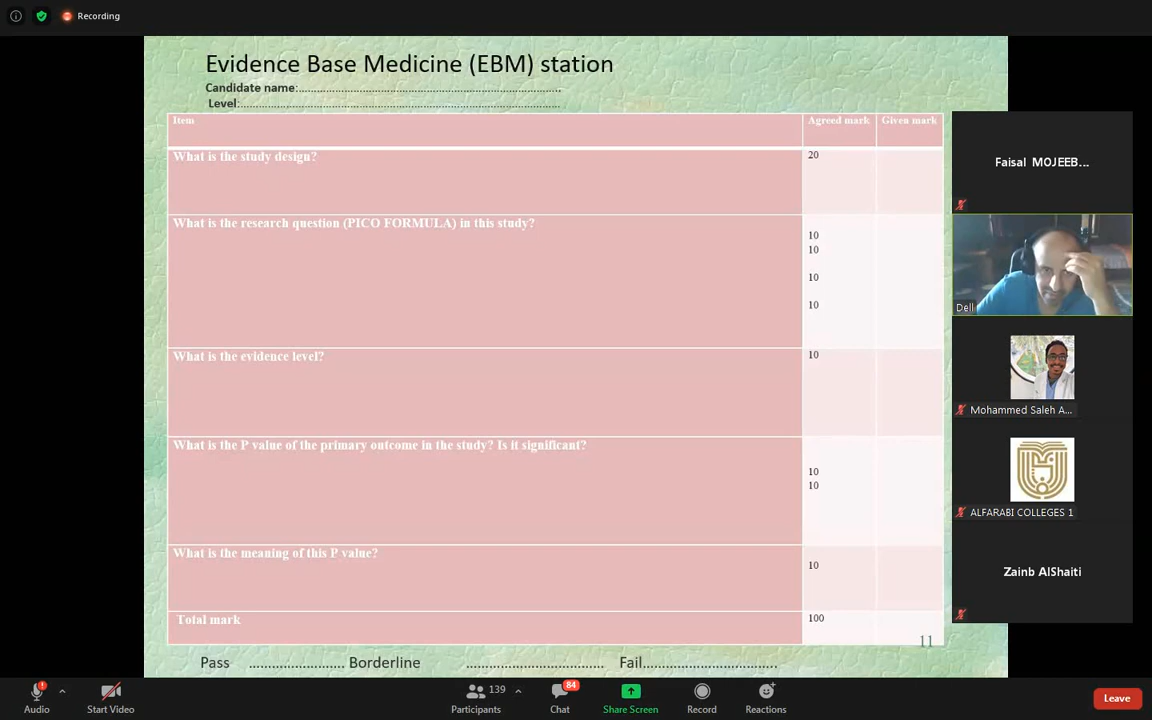 Recording
Evidence Base Medicine (EBM) station
Candidate name:..............................................................
Level:..............................................................................
Item Agreed mark Given mark
What is the study design? 20
What is the research question (PICO FORMULA) in this study?
10
10
10
10
What is the evidence level? 10
What is the P value of the primary outcome in the study? Is it significant?
10
10
What is the meaning of this P value?
10
Total mark 100
11
Pass ........................ Borderline .................................. Fail.................................
Faisal MOJEEB...
Dell
Mohammed Saleh A...
ALFARABI COLLEGES 1
Zainb AlShaiti
Audio
Start Video
139
Participants
84
Chat
Share Screen
Record
Reactions
Leave